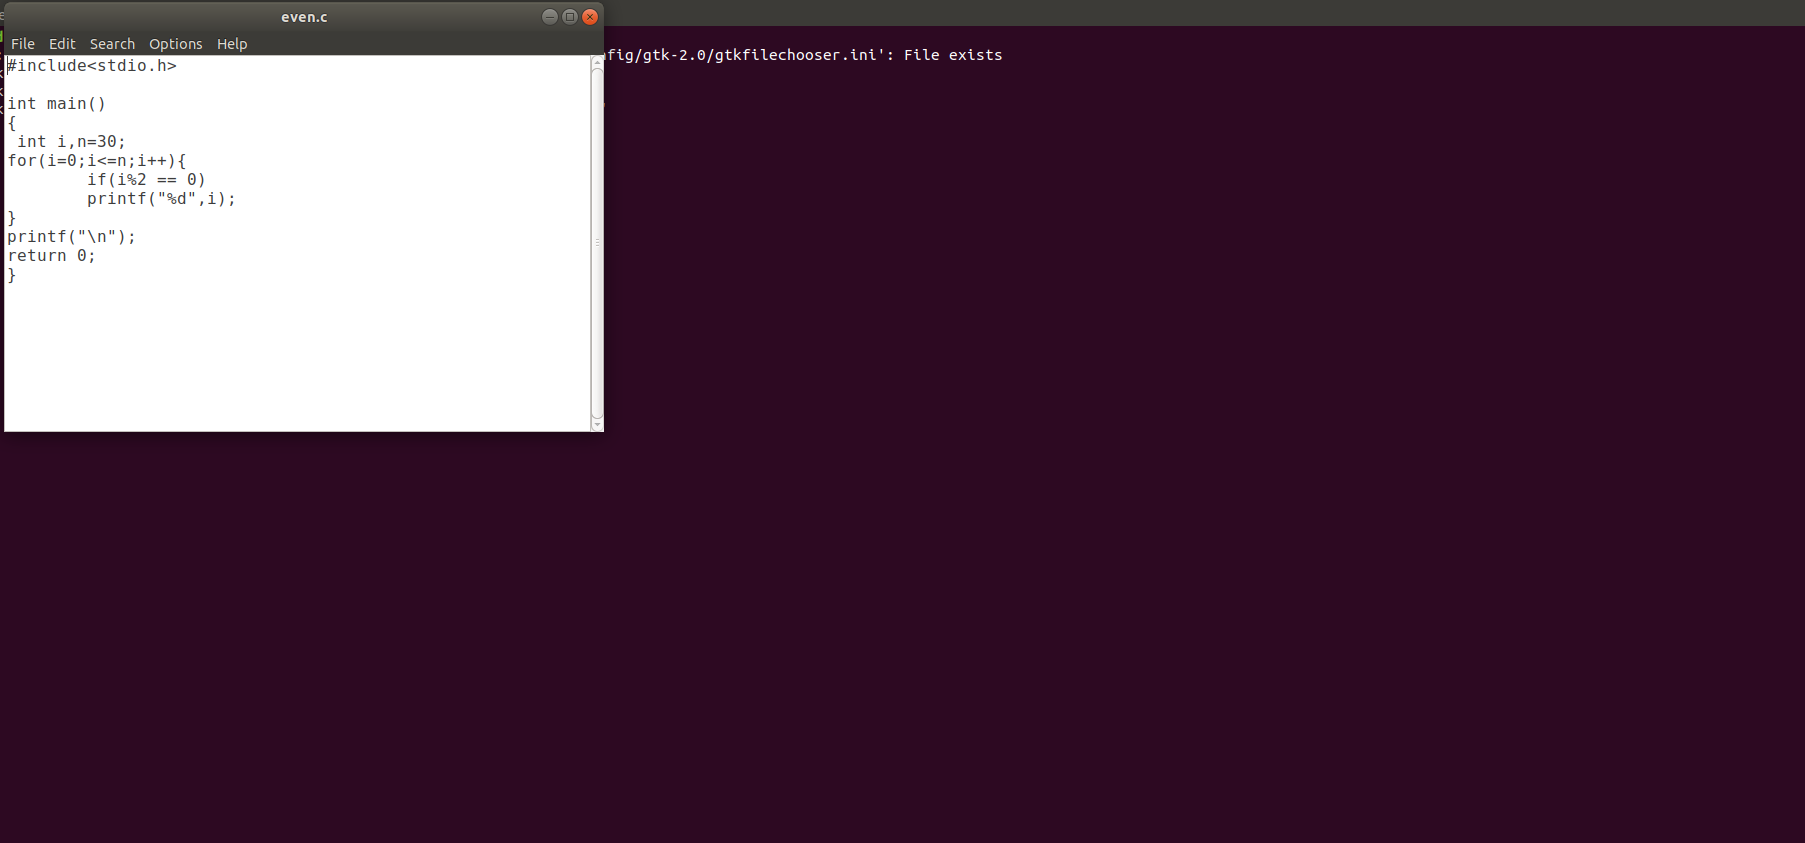 even.c
File Edit Search Options Help
#include<stdio.h>
int main()
{
 int i,n=30;
for(i=0;i<=n;i++){
        if(i%2 == 0)
        printf("%d",i);
}
printf("\n");
return 0;
}
fig/gtk-2.0/gtkfilechooser.ini': File exists